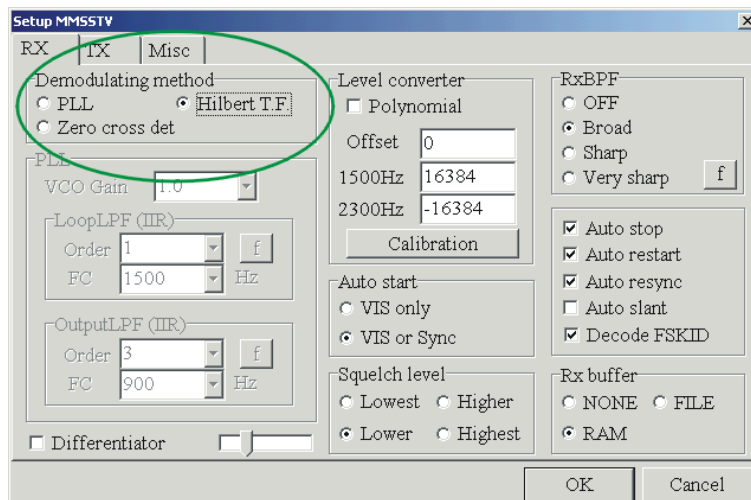 Setup MMSSTV
RX TX Misc
Demodulating method
PLL Hilbert T.F.
Zero cross det
PLL
VCO Gain 1.0
LoopLPF (IIR)
Order 1 f
FC 1500 Hz
OutputLPF (IIR)
Order 3 f
FC 900 Hz
Differentiator
Level converter
Polynomial
Offset 0
1500Hz 16384
2300Hz -16384
Calibration
Auto start
VIS only
VIS or Sync
Squelch level
Lowest Higher
Lower Highest
RxBPF
OFF
Broad
Sharp
Very sharp f
Auto stop
Auto restart
Auto resync
Auto slant
Decode FSKID
Rx buffer
NONE FILE
RAM
OK Cancel